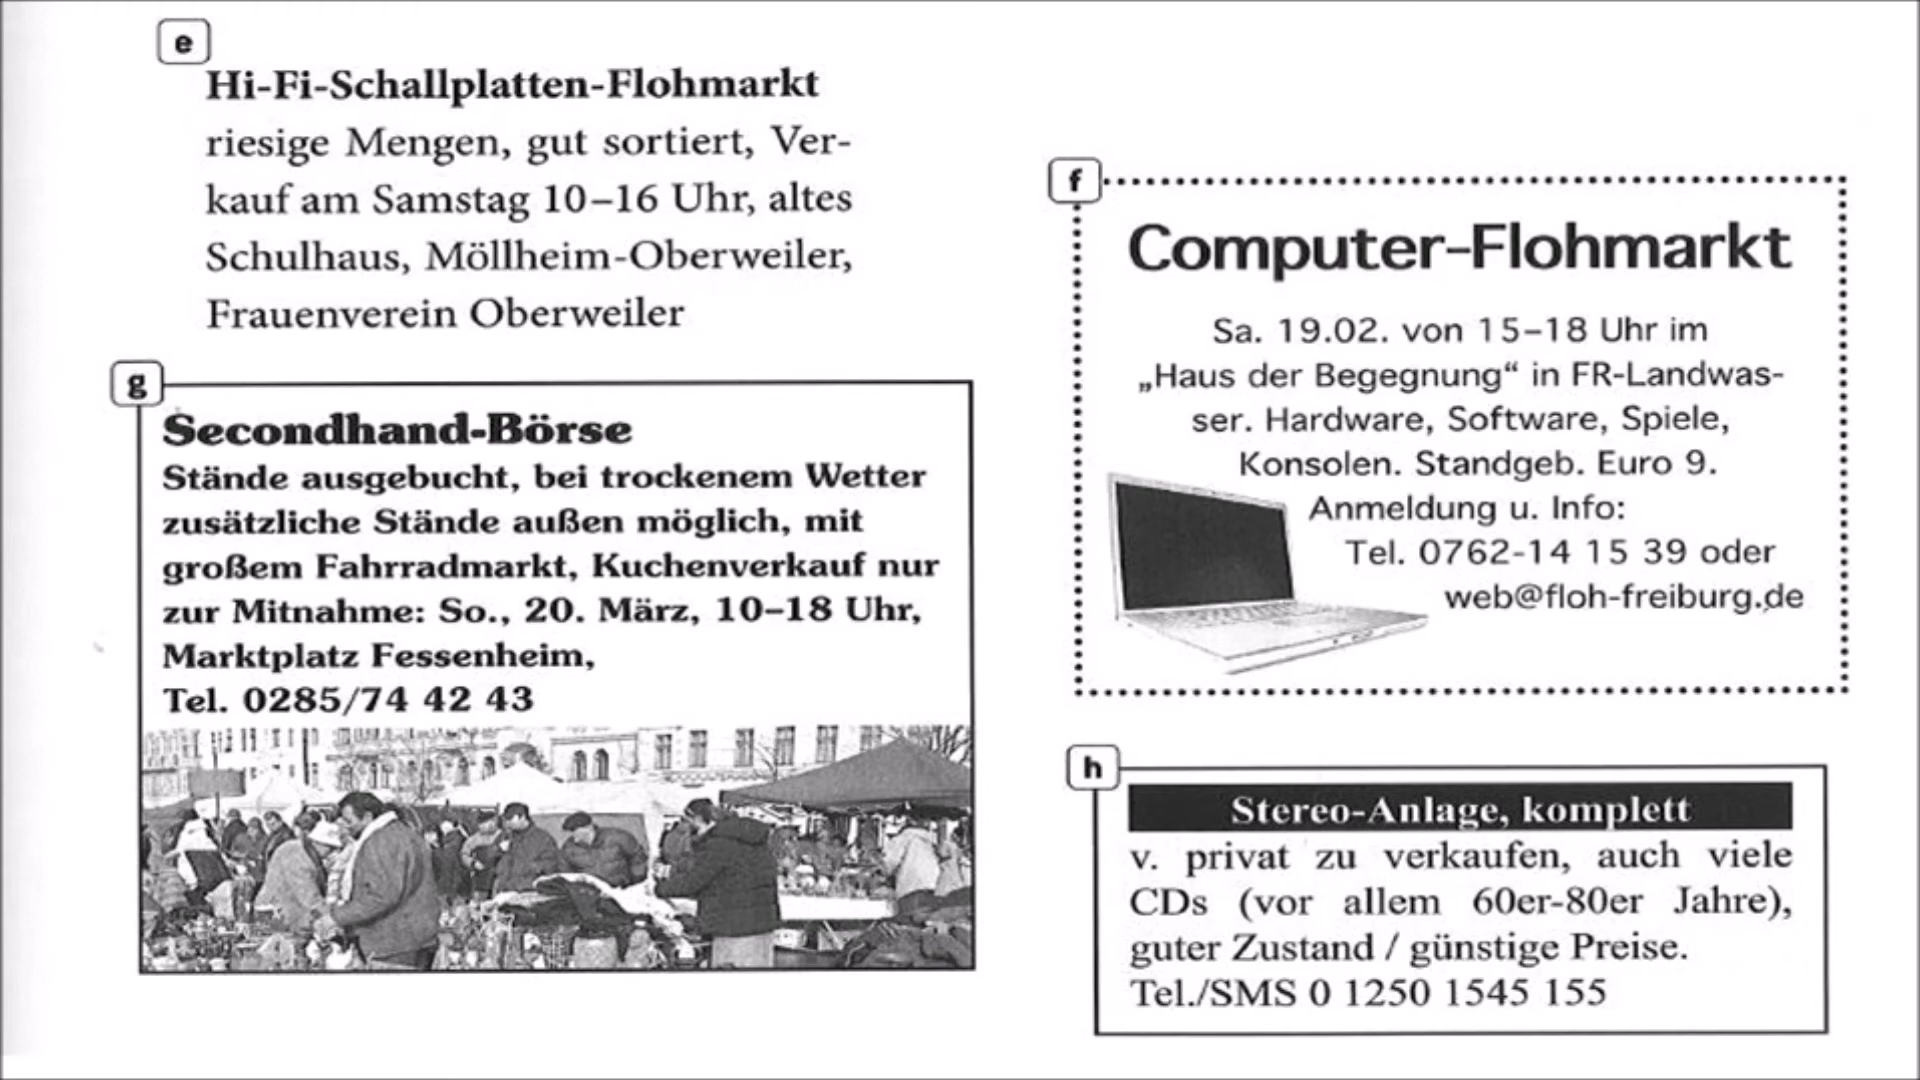 e
Hi-Fi-Schallplatten-Flohmarkt
riesige Mengen, gut sortiert, Ver-
kauf am Samstag 10–16 Uhr, altes
Schulhaus, Möllheim-Oberweiler,
Frauenverein Oberweiler
f
Computer-Flohmarkt
Sa. 19.02. von 15–18 Uhr im
„Haus der Begegnung“ in FR-Landwas-
ser. Hardware, Software, Spiele,
Konsolen. Standgeb. Euro 9.
Anmeldung u. Info:
Tel. 0762-14 15 39 oder
web@floh-freiburg.de
g
Secondhand-Börse
Stände ausgebucht, bei trockenem Wetter
zusätzliche Stände außen möglich, mit
großem Fahrradmarkt, Kuchenverkauf nur
zur Mitnahme: So., 20. März, 10–18 Uhr,
Marktplatz Fessenheim,
Tel. 0285/74 42 43
h
Stereo-Anlage, komplett
v. privat zu verkaufen, auch viele
CDs (vor allem 60er-80er Jahre),
guter Zustand / günstige Preise.
Tel./SMS 0 1250 1545 155